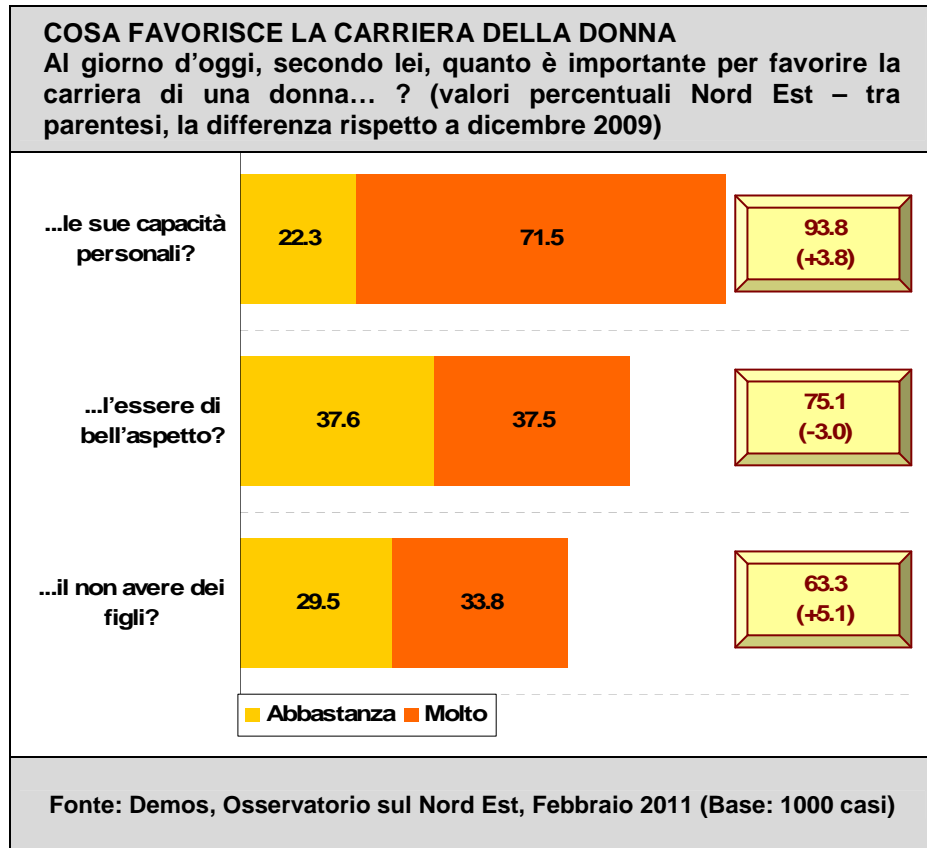 COSA FAVORISCE LA CARRIERA DELLA DONNA
Al giorno d'oggi, secondo lei, quanto è importante per favorire la
carriera di una donna… ? (valori percentuali Nord Est – tra
parentesi, la differenza rispetto a dicembre 2009)
...le sue capacità
personali?
22.3
71.5
93.8
(+3.8)
...l'essere di
bell'aspetto?
37.6
37.5
75.1
(-3.0)
...il non avere dei
figli?
29.5
33.8
63.3
(+5.1)
Abbastanza Molto
Fonte: Demos, Osservatorio sul Nord Est, Febbraio 2011 (Base: 1000 casi)